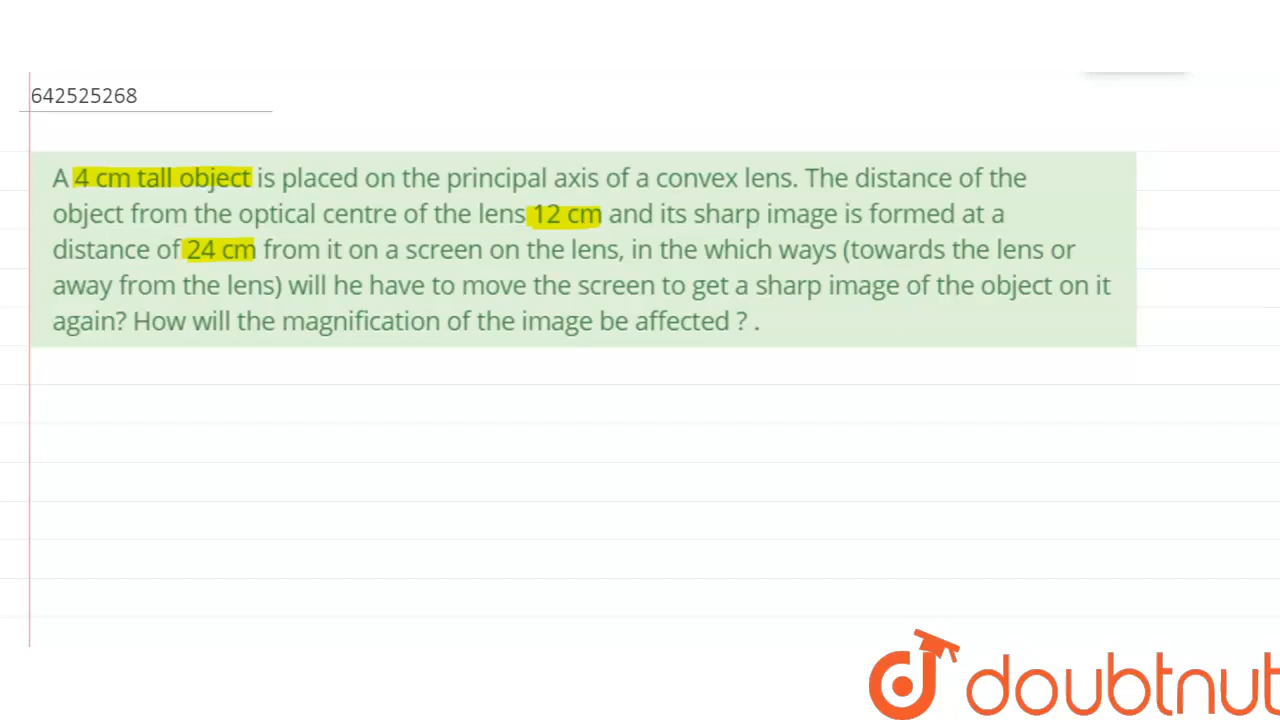 642525268
A 4 cm tall object is placed on the principal axis of a convex lens. The distance of the
object from the optical centre of the lens 12 cm and its sharp image is formed at a
distance of 24 cm from it on a screen on the lens, in the which ways (towards the lens or
away from the lens) will he have to move the screen to get a sharp image of the object on it
again? How will the magnification of the image be affected ? .
doubtnut